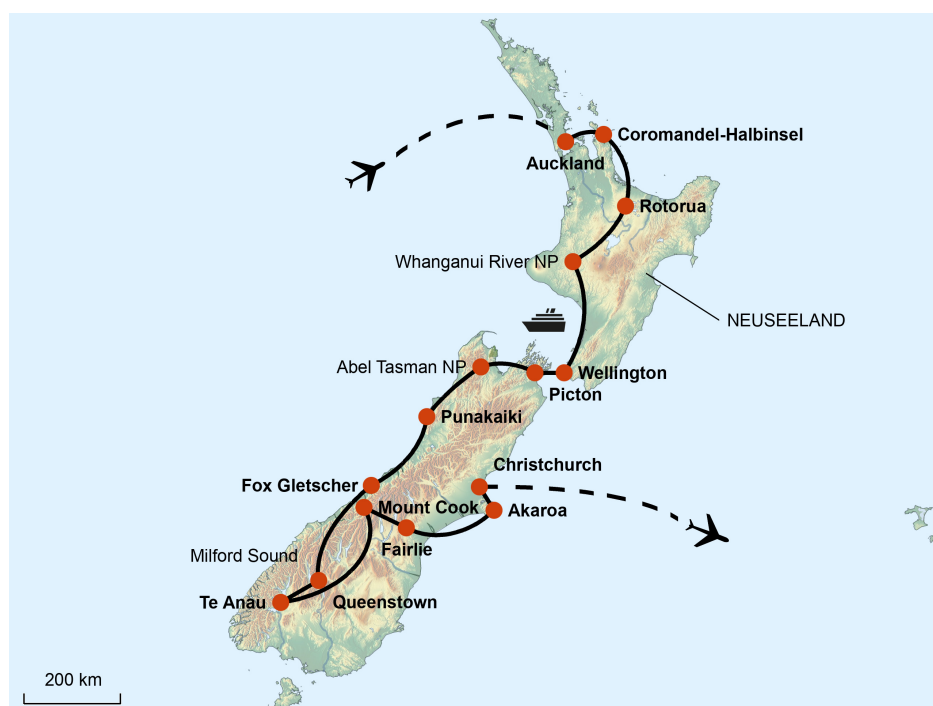 Coromandel-Halbinsel
Auckland
Rotorua
Whanganui River NP
NEUSEELAND
Abel Tasman NP
Wellington
Picton
Punakaiki
Christchurch
Fox Gletscher
Mount Cook
Akaroa
Fairlie
Milford Sound
Te Anau
Queenstown
200 km